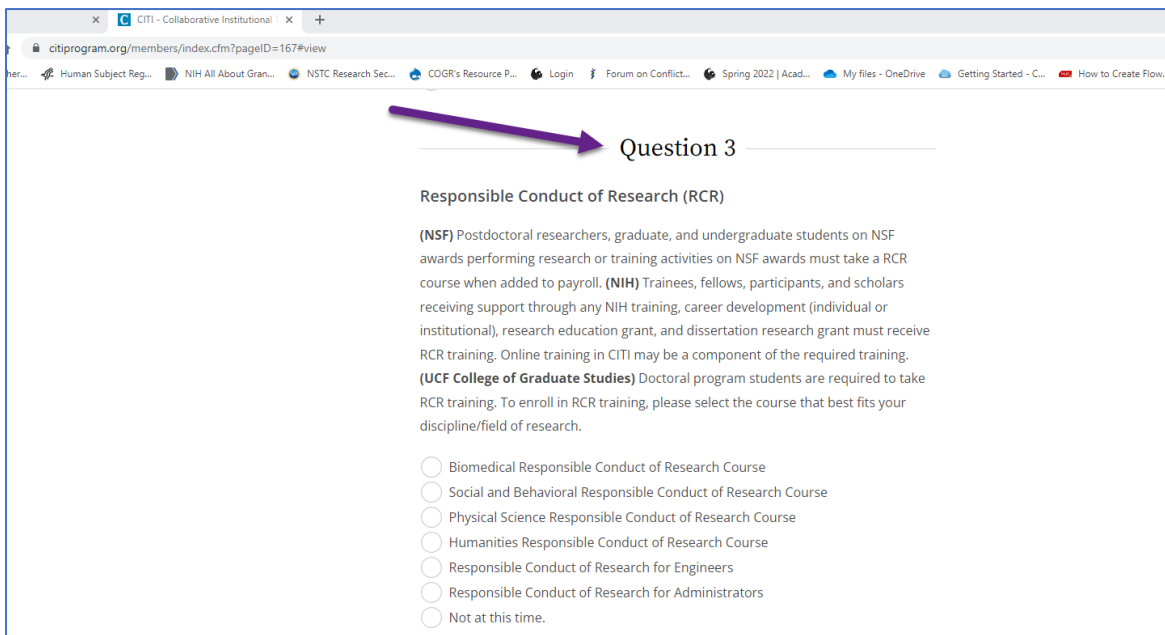 CITI - Collaborative Institutional
citiprogram.org/members/index.cfm?pageID=167#view
her... Human Subject Reg... NIH All About Gran... NSTC Research Sec... COGR's Resource P... Login Forum on Conflict... Spring 2022 | Acad... My files - OneDrive Getting Started - C... How to Create Flow.
Question 3
Responsible Conduct of Research (RCR)
(NSF) Postdoctoral researchers, graduate, and undergraduate students on NSF
awards performing research or training activities on NSF awards must take a RCR
course when added to payroll. (NIH) Trainees, fellows, participants, and scholars
receiving support through any NIH training, career development (individual or
institutional), research education grant, and dissertation research grant must receive
RCR training. Online training in CITI may be a component of the required training.
(UCF College of Graduate Studies) Doctoral program students are required to take
RCR training. To enroll in RCR training, please select the course that best fits your
discipline/field of research.
Biomedical Responsible Conduct of Research Course
Social and Behavioral Responsible Conduct of Research Course
Physical Science Responsible Conduct of Research Course
Humanities Responsible Conduct of Research Course
Responsible Conduct of Research for Engineers
Responsible Conduct of Research for Administrators
Not at this time.